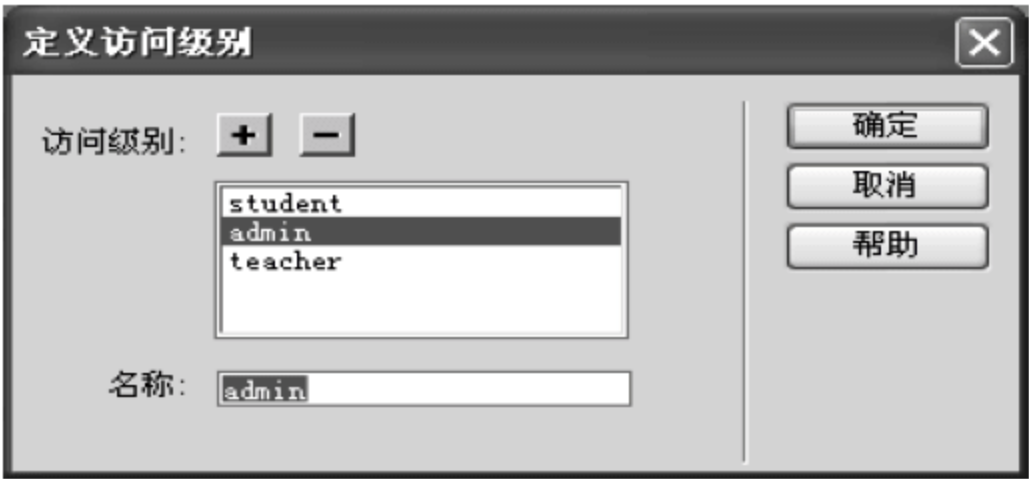 定义访问级别
访问级别:
student
admin
teacher
名称: admin
确定
取消
帮助